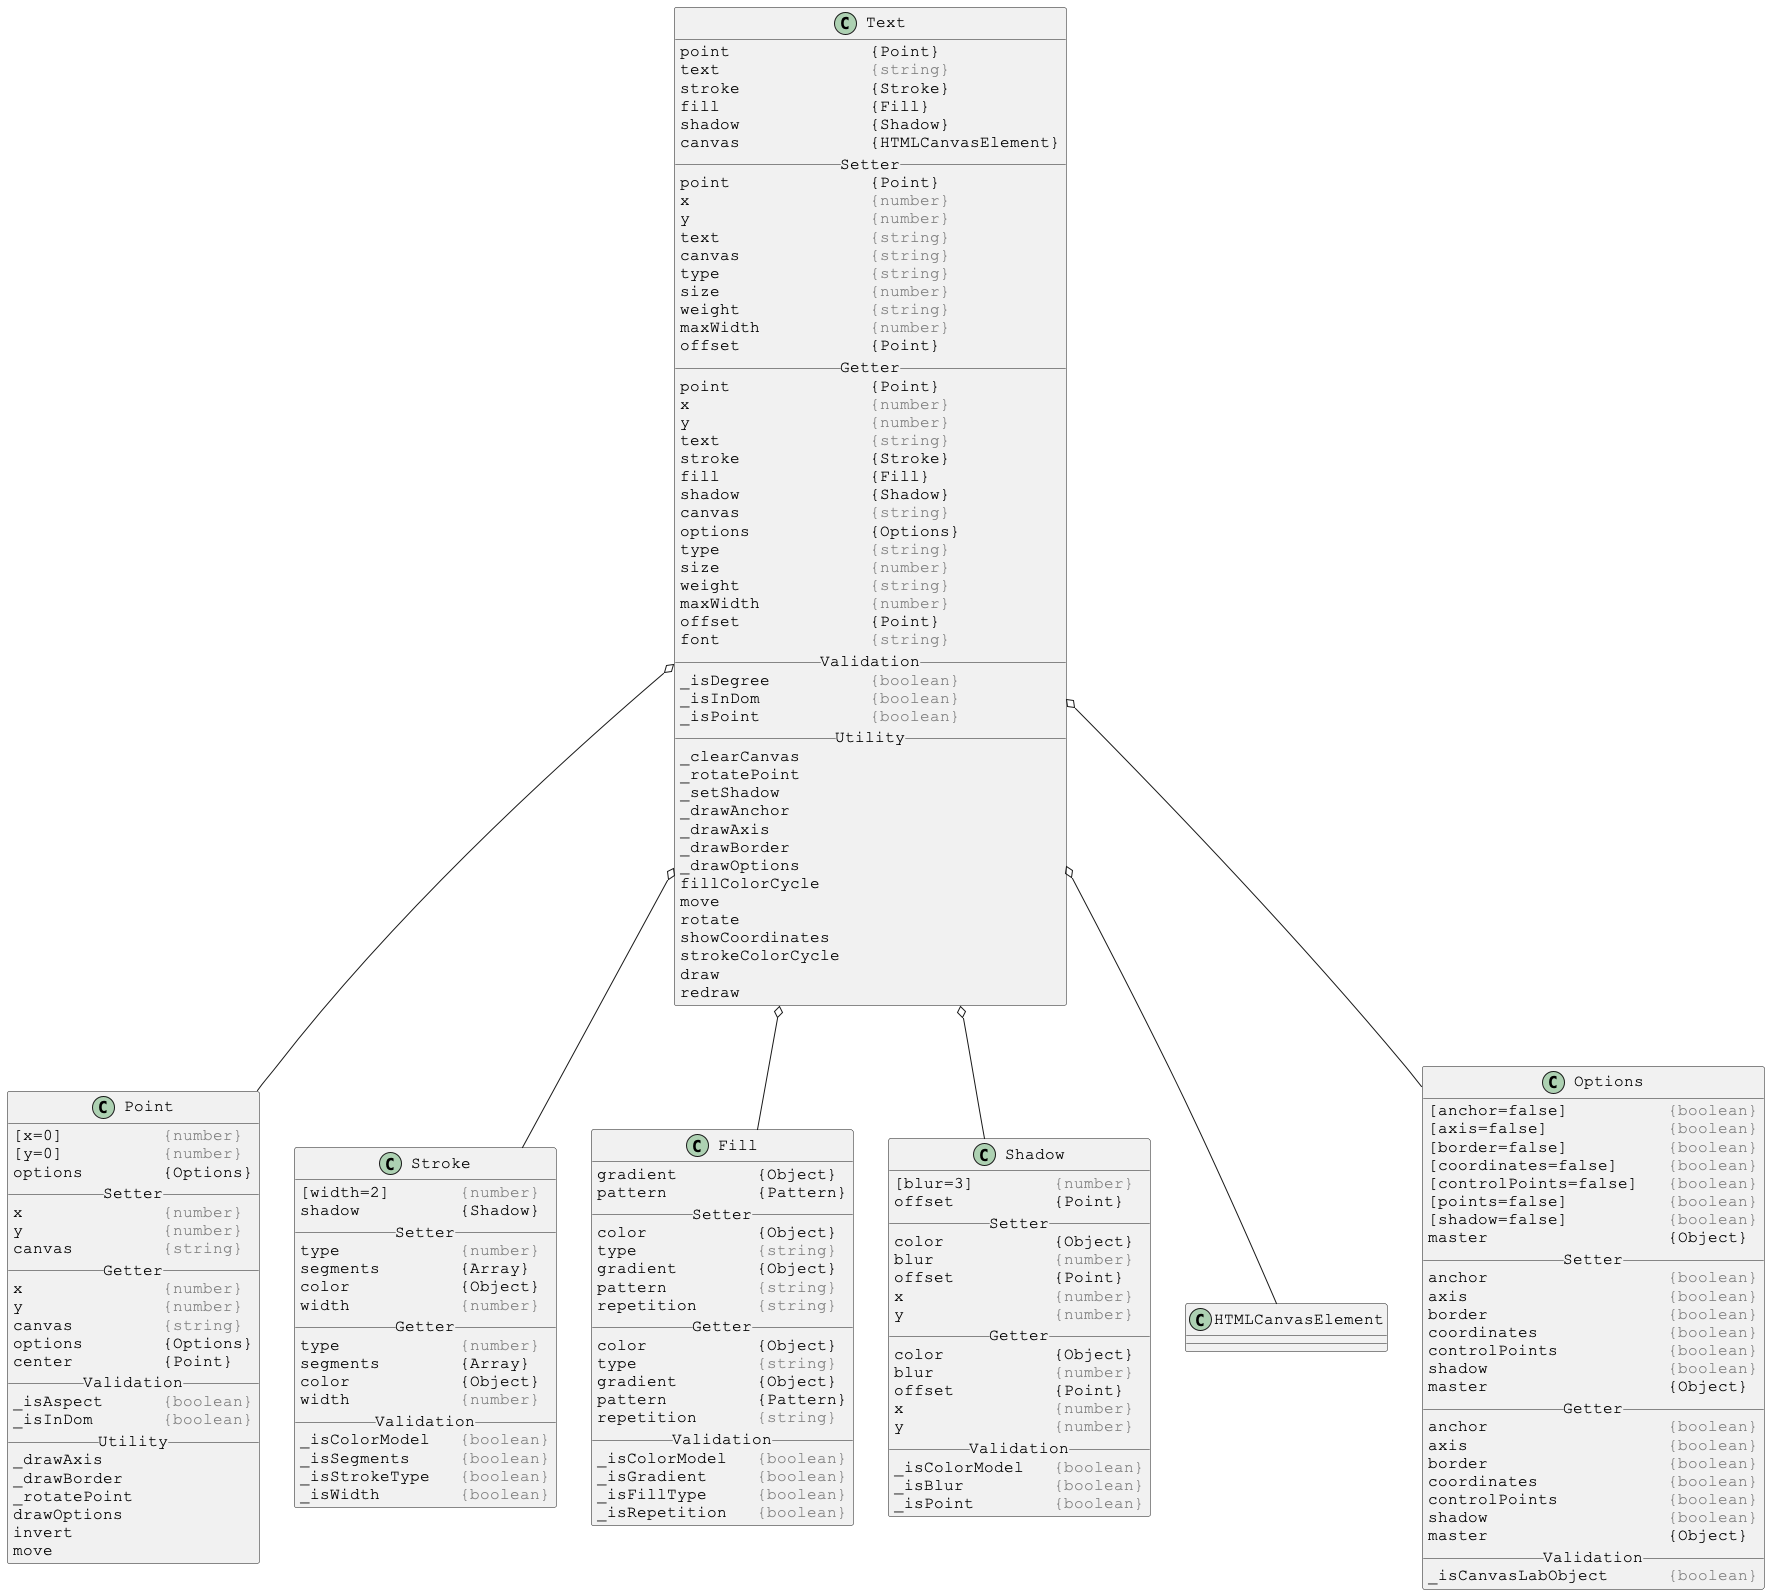 C Text
point {Point}
text {string}
stroke {Stroke}
fill {Fill}
shadow {Shadow}
canvas {HTMLCanvasElement}
Setter
point {Point}
x {number}
y {number}
text {string}
canvas {string}
type {string}
size {number}
weight {string}
maxWidth {number}
offset {Point}
Getter
point {Point}
x {number}
y {number}
text {string}
stroke {Stroke}
fill {Fill}
shadow {Shadow}
canvas {string}
options {Options}
type {string}
size {number}
weight {string}
maxWidth {number}
offset {Point}
font {string}
Validation
_isDegree {boolean}
_isInDom {boolean}
_isPoint {boolean}
Utility
_clearCanvas
_rotatePoint
_setShadow
_drawAnchor
_drawAxis
_drawBorder
_drawOptions
fillColorCycle
move
rotate
showCoordinates
strokeColorCycle
draw
redraw
C Point
[x=0] {number}
[y=0] {number}
options {Options}
Setter
x {number}
y {number}
canvas {string}
Getter
x {number}
y {number}
canvas {string}
options {Options}
center {Point}
Validation
_isAspect {boolean}
_isInDom {boolean}
Utility
_drawAxis
_drawBorder
_rotatePoint
drawOptions
invert
move
C Stroke
[width=2] {number}
shadow {Shadow}
Setter
type {number}
segments {Array}
color {Object}
width {number}
Getter
type {number}
segments {Array}
color {Object}
width {number}
Validation
_isColorModel {boolean}
_isSegments {boolean}
_isStrokeType {boolean}
_isWidth {boolean}
C Fill
gradient {Object}
pattern {Pattern}
Setter
color {Object}
type {string}
gradient {Object}
pattern {string}
repetition {string}
Getter
color {Object}
type {string}
gradient {Object}
pattern {Pattern}
repetition {string}
Validation
_isColorModel {boolean}
_isGradient {boolean}
_isFillType {boolean}
_isRepetition {boolean}
C Shadow
[blur=3] {number}
offset {Point}
Setter
color {Object}
blur {number}
offset {Point}
x {number}
y {number}
Getter
color {Object}
blur {number}
offset {Point}
x {number}
y {number}
Validation
_isColorModel {boolean}
_isBlur {boolean}
_isPoint {boolean}
C HTMLCanvasElement
C Options
[anchor=false] {boolean}
[axis=false] {boolean}
[border=false] {boolean}
[coordinates=false] {boolean}
[controlPoints=false] {boolean}
[points=false] {boolean}
[shadow=false] {boolean}
master {Object}
Setter
anchor {boolean}
axis {boolean}
border {boolean}
coordinates {boolean}
controlPoints {boolean}
shadow {boolean}
master {Object}
Getter
anchor {boolean}
axis {boolean}
border {boolean}
coordinates {boolean}
controlPoints {boolean}
shadow {boolean}
master {Object}
Validation
_isCanvasLabObject {boolean}